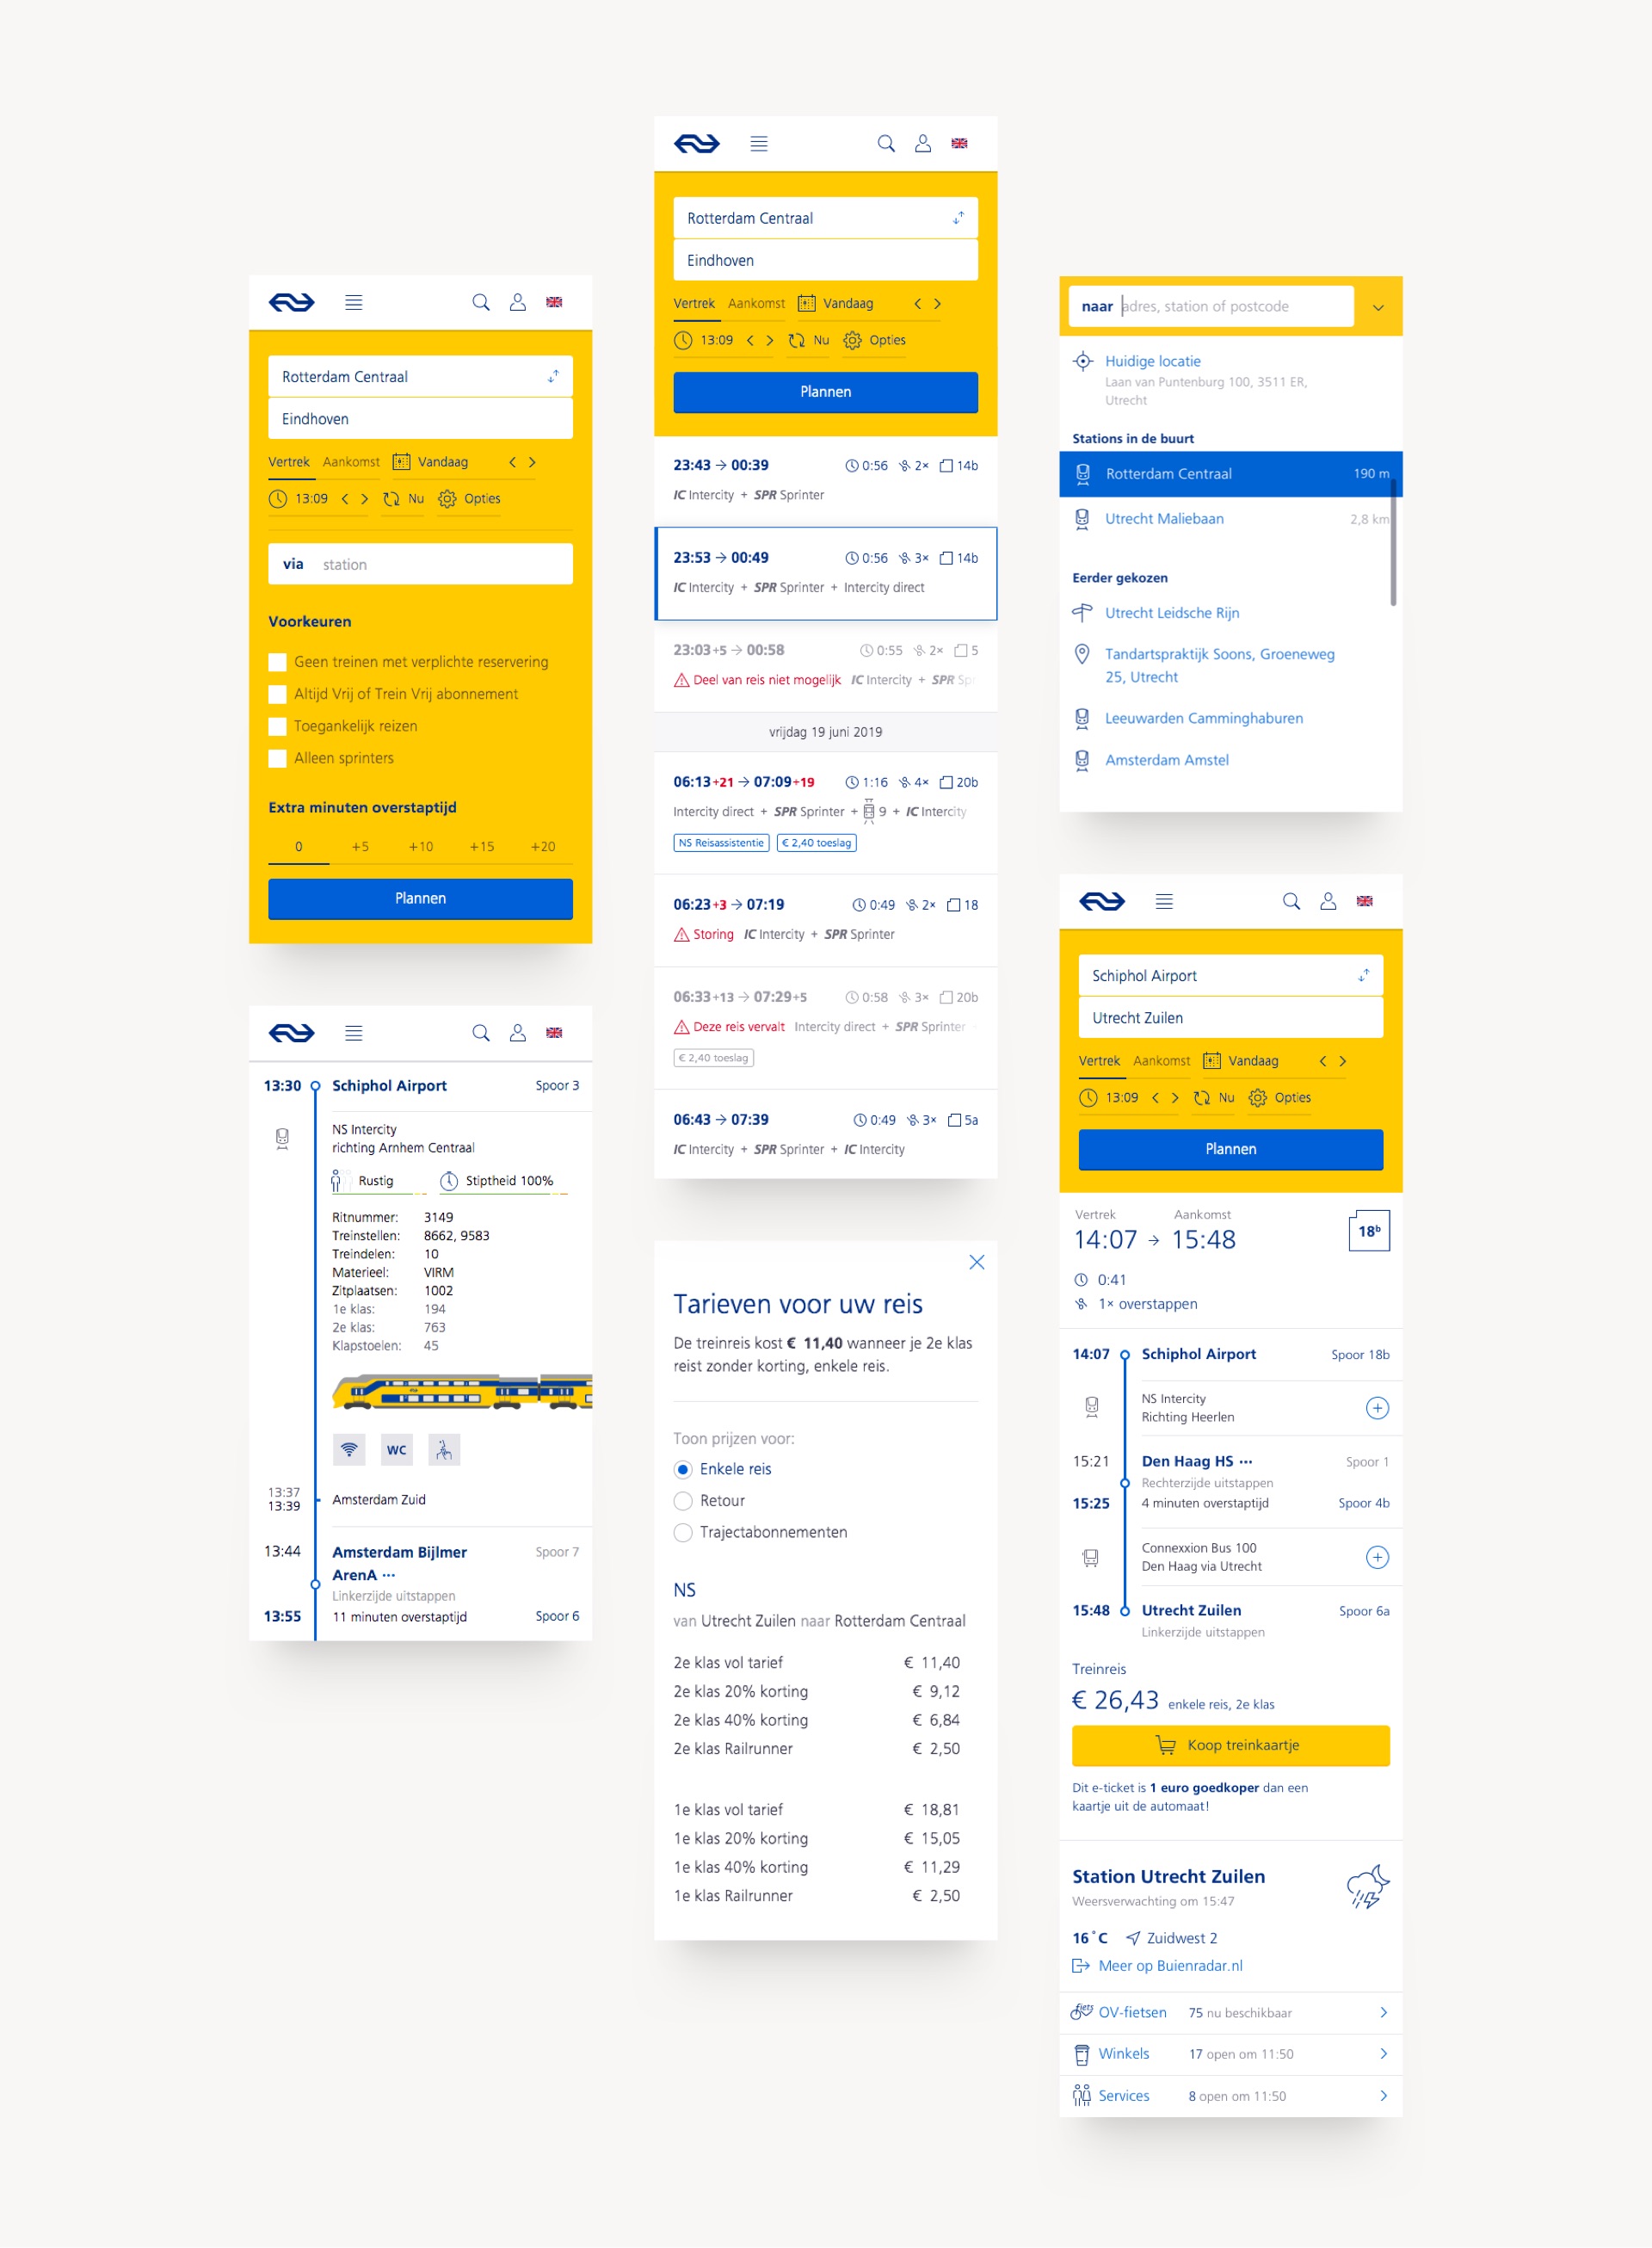 Rotterdam Centraal
Eindhoven
Vertrek Aankomst Vandaag
13:09 Nu Opties
via station
Voorkeuren
Geen treinen met verplichte reservering
Altijd Vrij of Trein Vrij abonnement
Toegankelijk reizen
Alleen sprinters
Extra minuten overstaptijd
0 +5 +10 +15 +20
Plannen
13:30 Schiphol Airport Spoor 3
NS Intercity
richting Arnhem Centraal
Rustig Stiptheid 100%
Ritnummer: 3149
Treinstellen: 8662, 9583
Treindelen: 10
Materieel: VIRM
Zitplaatsen: 1002
1e klas: 194
2e klas: 763
Klapstoelen: 45
WC
13:37
13:39 Amsterdam Zuid
13:44 Amsterdam Bijlmer Spoor 7
ArenA ···
Linkerzijde uitstappen
13:55 11 minuten overstaptijd Spoor 6
Rotterdam Centraal
Eindhoven
Vertrek Aankomst Vandaag
13:09 Nu Opties
Plannen
23:43 → 00:39 0:56 2× 14b
IC Intercity + SPR Sprinter
23:53 → 00:49 0:56 3× 14b
IC Intercity + SPR Sprinter + Intercity direct
23:03+5 → 00:58 0:55 2× 5
Deel van reis niet mogelijk IC Intercity + SPR Spr
vrijdag 19 juni 2019
06:13+21 → 07:09+19 1:16 4× 20b
Intercity direct + SPR Sprinter + 9 + IC Intercity
NS Reisassistentie € 2,40 toeslag
06:23+3 → 07:19 0:49 2× 18
Storing IC Intercity + SPR Sprinter
06:33+13 → 07:29+5 0:58 3× 20b
Deze reis vervalt Intercity direct + SPR Sprinter +
€ 2,40 toeslag
06:43 → 07:39 0:49 3× 5a
IC Intercity + SPR Sprinter + IC Intercity
Tarieven voor uw reis
De treinreis kost € 11,40 wanneer je 2e klas
reist zonder korting, enkele reis.
Toon prijzen voor:
Enkele reis
Retour
Trajectabonnementen
NS
van Utrecht Zuilen naar Rotterdam Centraal
2e klas vol tarief € 11,40
2e klas 20% korting € 9,12
2e klas 40% korting € 6,84
2e klas Railrunner € 2,50
1e klas vol tarief € 18,81
1e klas 20% korting € 15,05
1e klas 40% korting € 11,29
1e klas Railrunner € 2,50
naar adres, station of postcode
Huidige locatie
Laan van Puntenburg 100, 3511 ER,
Utrecht
Stations in de buurt
Rotterdam Centraal 190 m
Utrecht Maliebaan 2,8 km
Eerder gekozen
Utrecht Leidsche Rijn
Tandartspraktijk Soons, Groeneweg
25, Utrecht
Leeuwarden Camminghaburen
Amsterdam Amstel
Schiphol Airport
Utrecht Zuilen
Vertrek Aankomst Vandaag
13:09 Nu Opties
Plannen
Vertrek Aankomst
14:07 → 15:48 18b
0:41
1× overstappen
14:07 Schiphol Airport Spoor 18b
NS Intercity
Richting Heerlen
15:21 Den Haag HS ··· Spoor 1
Rechterzijde uitstappen
15:25 4 minuten overstaptijd Spoor 4b
Connexxion Bus 100
Den Haag via Utrecht
15:48 Utrecht Zuilen Spoor 6a
Linkerzijde uitstappen
Treinreis
€ 26,43 enkele reis, 2e klas
Koop treinkaartje
Dit e-ticket is 1 euro goedkoper dan een
kaartje uit de automaat!
Station Utrecht Zuilen
Weersverwachting om 15:47
16°C Zuidwest 2
Meer op Buienradar.nl
fiets OV-fietsen 75 nu beschikbaar
Winkels 17 open om 11:50
Services 8 open om 11:50